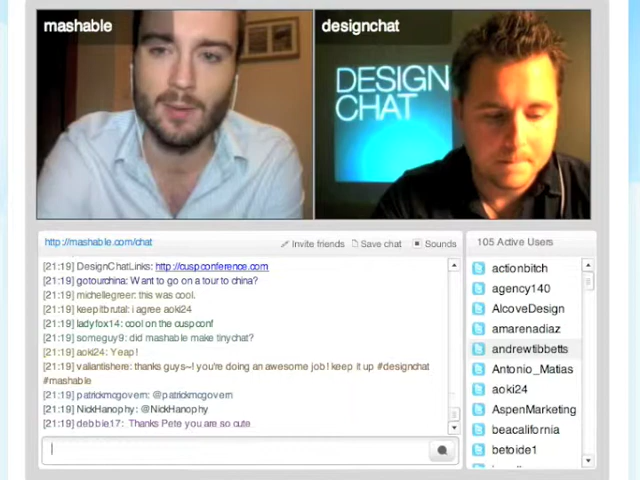 mashable
designchat
DESIGN
CHAT
http://mashable.com/chat
Invite friends
Save chat
Sounds
105 Active Users
[21:19] DesignChatLinks: http://cuspconference.com
[21:19] gotourchina: Want to go on a tour to china?
[21:19] michellegreer: this was cool.
[21:19] keepitbrutal: i agree aoki24
[21:19] ladyfox14: cool on the cuspconf
[21:19] someguy9: did mashable make tinychat?
[21:19] aoki24: Yeap!
[21:19] valiantishere: thanks guys~! you're doing an awesome job! keep it up #designchat
#mashable
[21:19] patrickmcgovern: @patrickmcgovern
[21:19] NickHanophy: @NickHanophy
[21:19] debbie17: Thanks Pete you are so cute.
actionbitch
agency140
AlcoveDesign
amarenadiaz
andrewtibbetts
Antonio_Matias
aoki24
AspenMarketing
beacalifornia
betoide1